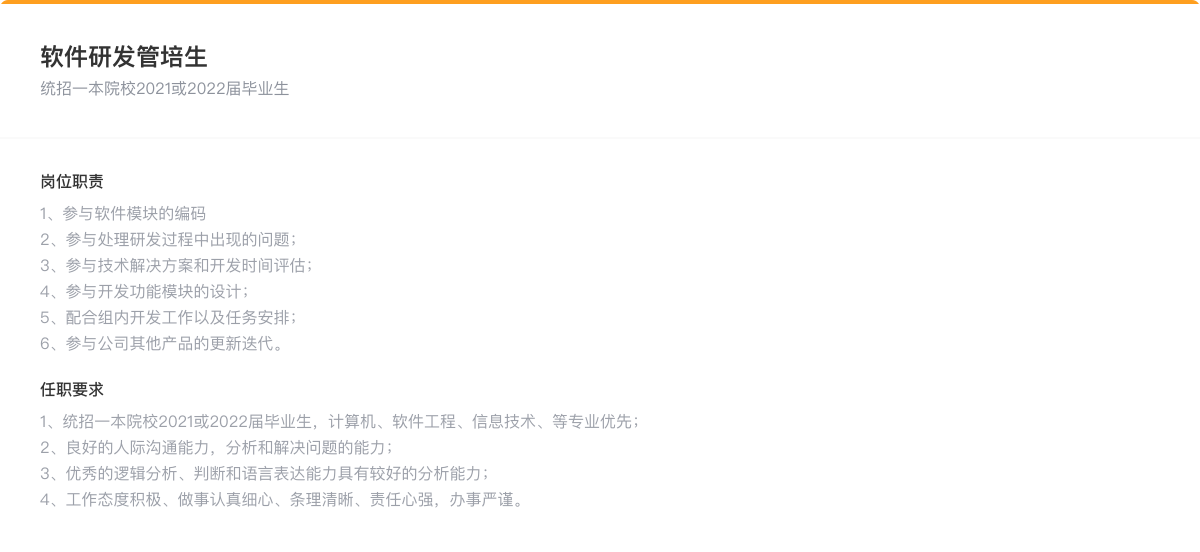 软件研发管培生
统招一本院校2021或2022届毕业生
岗位职责
1、参与软件模块的编码
2、参与处理研发过程中出现的问题；
3、参与技术解决方案和开发时间评估；
4、参与开发功能模块的设计；
5、配合组内开发工作以及任务安排；
6、参与公司其他产品的更新迭代。
任职要求
1、统招一本院校2021或2022届毕业生，计算机、软件工程、信息技术、等专业优先；
2、良好的人际沟通能力，分析和解决问题的能力；
3、优秀的逻辑分析、判断和语言表达能力具有较好的分析能力；
4、工作态度积极、做事认真细心、条理清晰、责任心强，办事严谨。